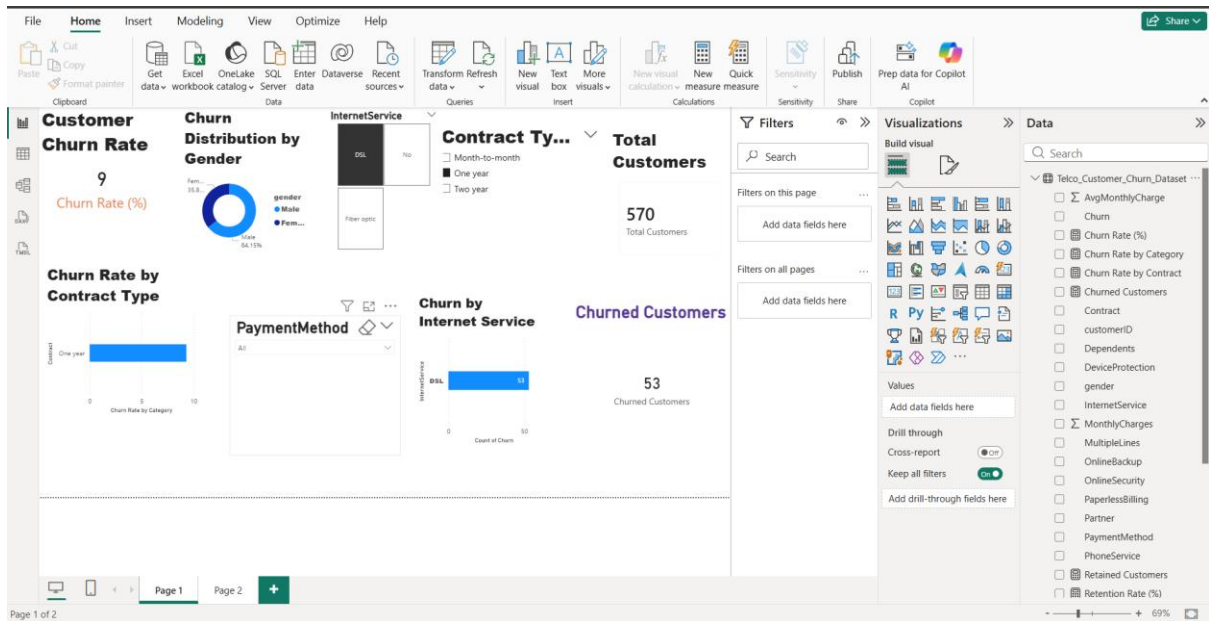 File Home Insert Modeling View Optimize Help
Share
Paste
Cut
Copy
Format painter
Get data
Excel workbook
OneLake catalog
SQL Server
Enter data
Dataverse
Recent sources
Transform data
Refresh
New visual
Text box
More visuals
New visual calculation
New measure
Quick measure
Sensitivity
Publish
Prep data for Copilot AI
Clipboard
Data
Queries
Insert
Calculations
Sensitivity
Share
Copilot
Customer
Churn Rate
9
Churn Rate (%)
Churn
Distribution by
Gender
Fem...
gender
Male
Fem...
Male
64.15%
InternetService
DSL
No
Fiber optic
Contract Ty...
Month-to-month
One year
Two year
Total
Customers
570
Total Customers
Churn Rate by
Contract Type
Contract
One year
0 5 10
Churn Rate by Category
PaymentMethod
All
Churn by
Internet Service
InternetService
DSL
53
0 50
Count of Churn
Churned Customers
53
Churned Customers
Filters
Search
Filters on this page
Add data fields here
Filters on all pages
Add data fields here
Visualizations
Build visual
R Py
123
Values
Add data fields here
Drill through
Cross-report
Off
Keep all filters
On
Add drill-through fields here
Data
Search
Telco_Customer_Churn_Dataset
AvgMonthlyCharge
Churn
Churn Rate (%)
Churn Rate by Category
Churn Rate by Contract
Churned Customers
Contract
customerID
Dependents
DeviceProtection
gender
InternetService
MonthlyCharges
MultipleLines
OnlineBackup
OnlineSecurity
PaperlessBilling
Partner
PaymentMethod
PhoneService
Retained Customers
Retention Rate (%)
Page 1
Page 2
Page 1 of 2
69%